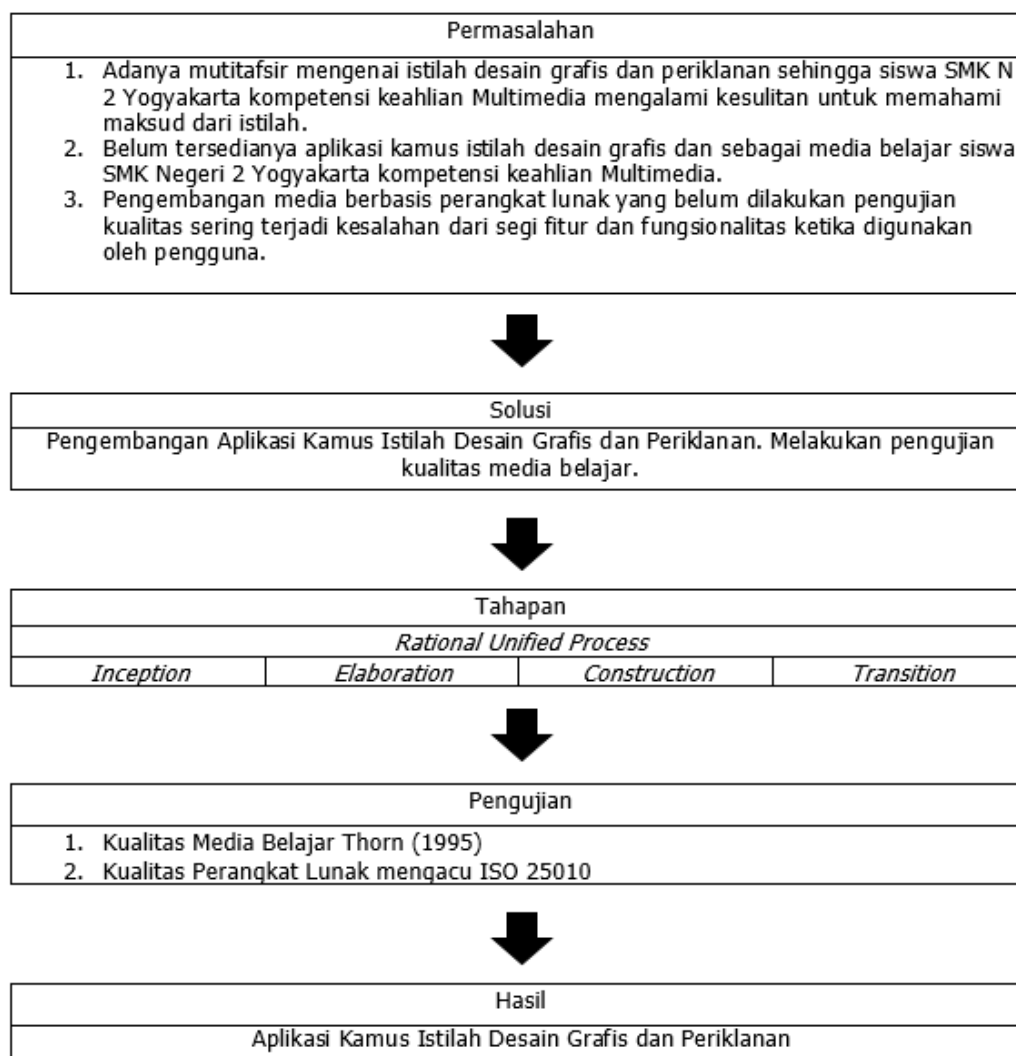 Permasalahan
1. Adanya mutitafsir mengenai istilah desain grafis dan periklanan sehingga siswa SMK N
2 Yogyakarta kompetensi keahlian Multimedia mengalami kesulitan untuk memahami
maksud dari istilah.
2. Belum tersedianya aplikasi kamus istilah desain grafis dan sebagai media belajar siswa
SMK Negeri 2 Yogyakarta kompetensi keahlian Multimedia.
3. Pengembangan media berbasis perangkat lunak yang belum dilakukan pengujian
kualitas sering terjadi kesalahan dari segi fitur dan fungsionalitas ketika digunakan
oleh pengguna.
Solusi
Pengembangan Aplikasi Kamus Istilah Desain Grafis dan Periklanan. Melakukan pengujian
kualitas media belajar.
Tahapan
Rational Unified Process
Inception Elaboration Construction Transition
Pengujian
1. Kualitas Media Belajar Thorn (1995)
2. Kualitas Perangkat Lunak mengacu ISO 25010
Hasil
Aplikasi Kamus Istilah Desain Grafis dan Periklanan